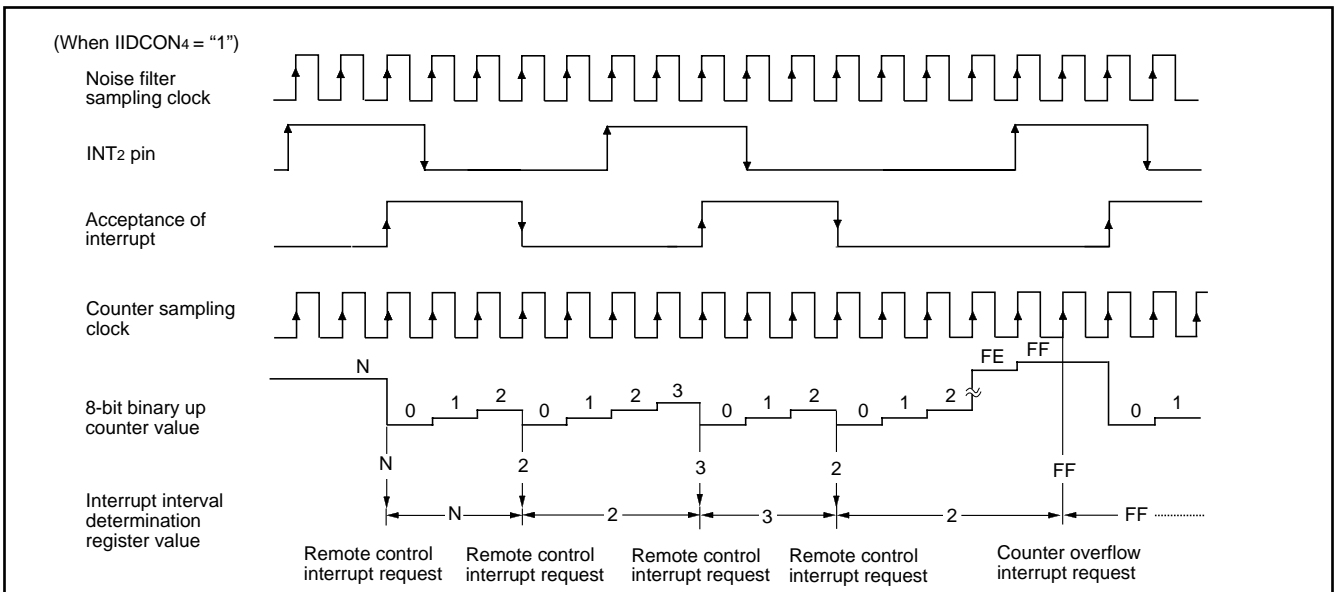 (When IIDCON4 = “1”)
Noise filter
sampling clock
INT2 pin
Acceptance of
interrupt
Counter sampling
clock
N
0
1
2
0
1
2
3
0
1
2
0
1
2
FE
FF
0
1
8-bit binary up
counter value
N
2
3
2
FF
Interrupt interval
determination
register value
N
2
3
2
FF
Remote control
interrupt request
Remote control
interrupt request
Remote control
interrupt request
Remote control
interrupt request
Counter overflow
interrupt request